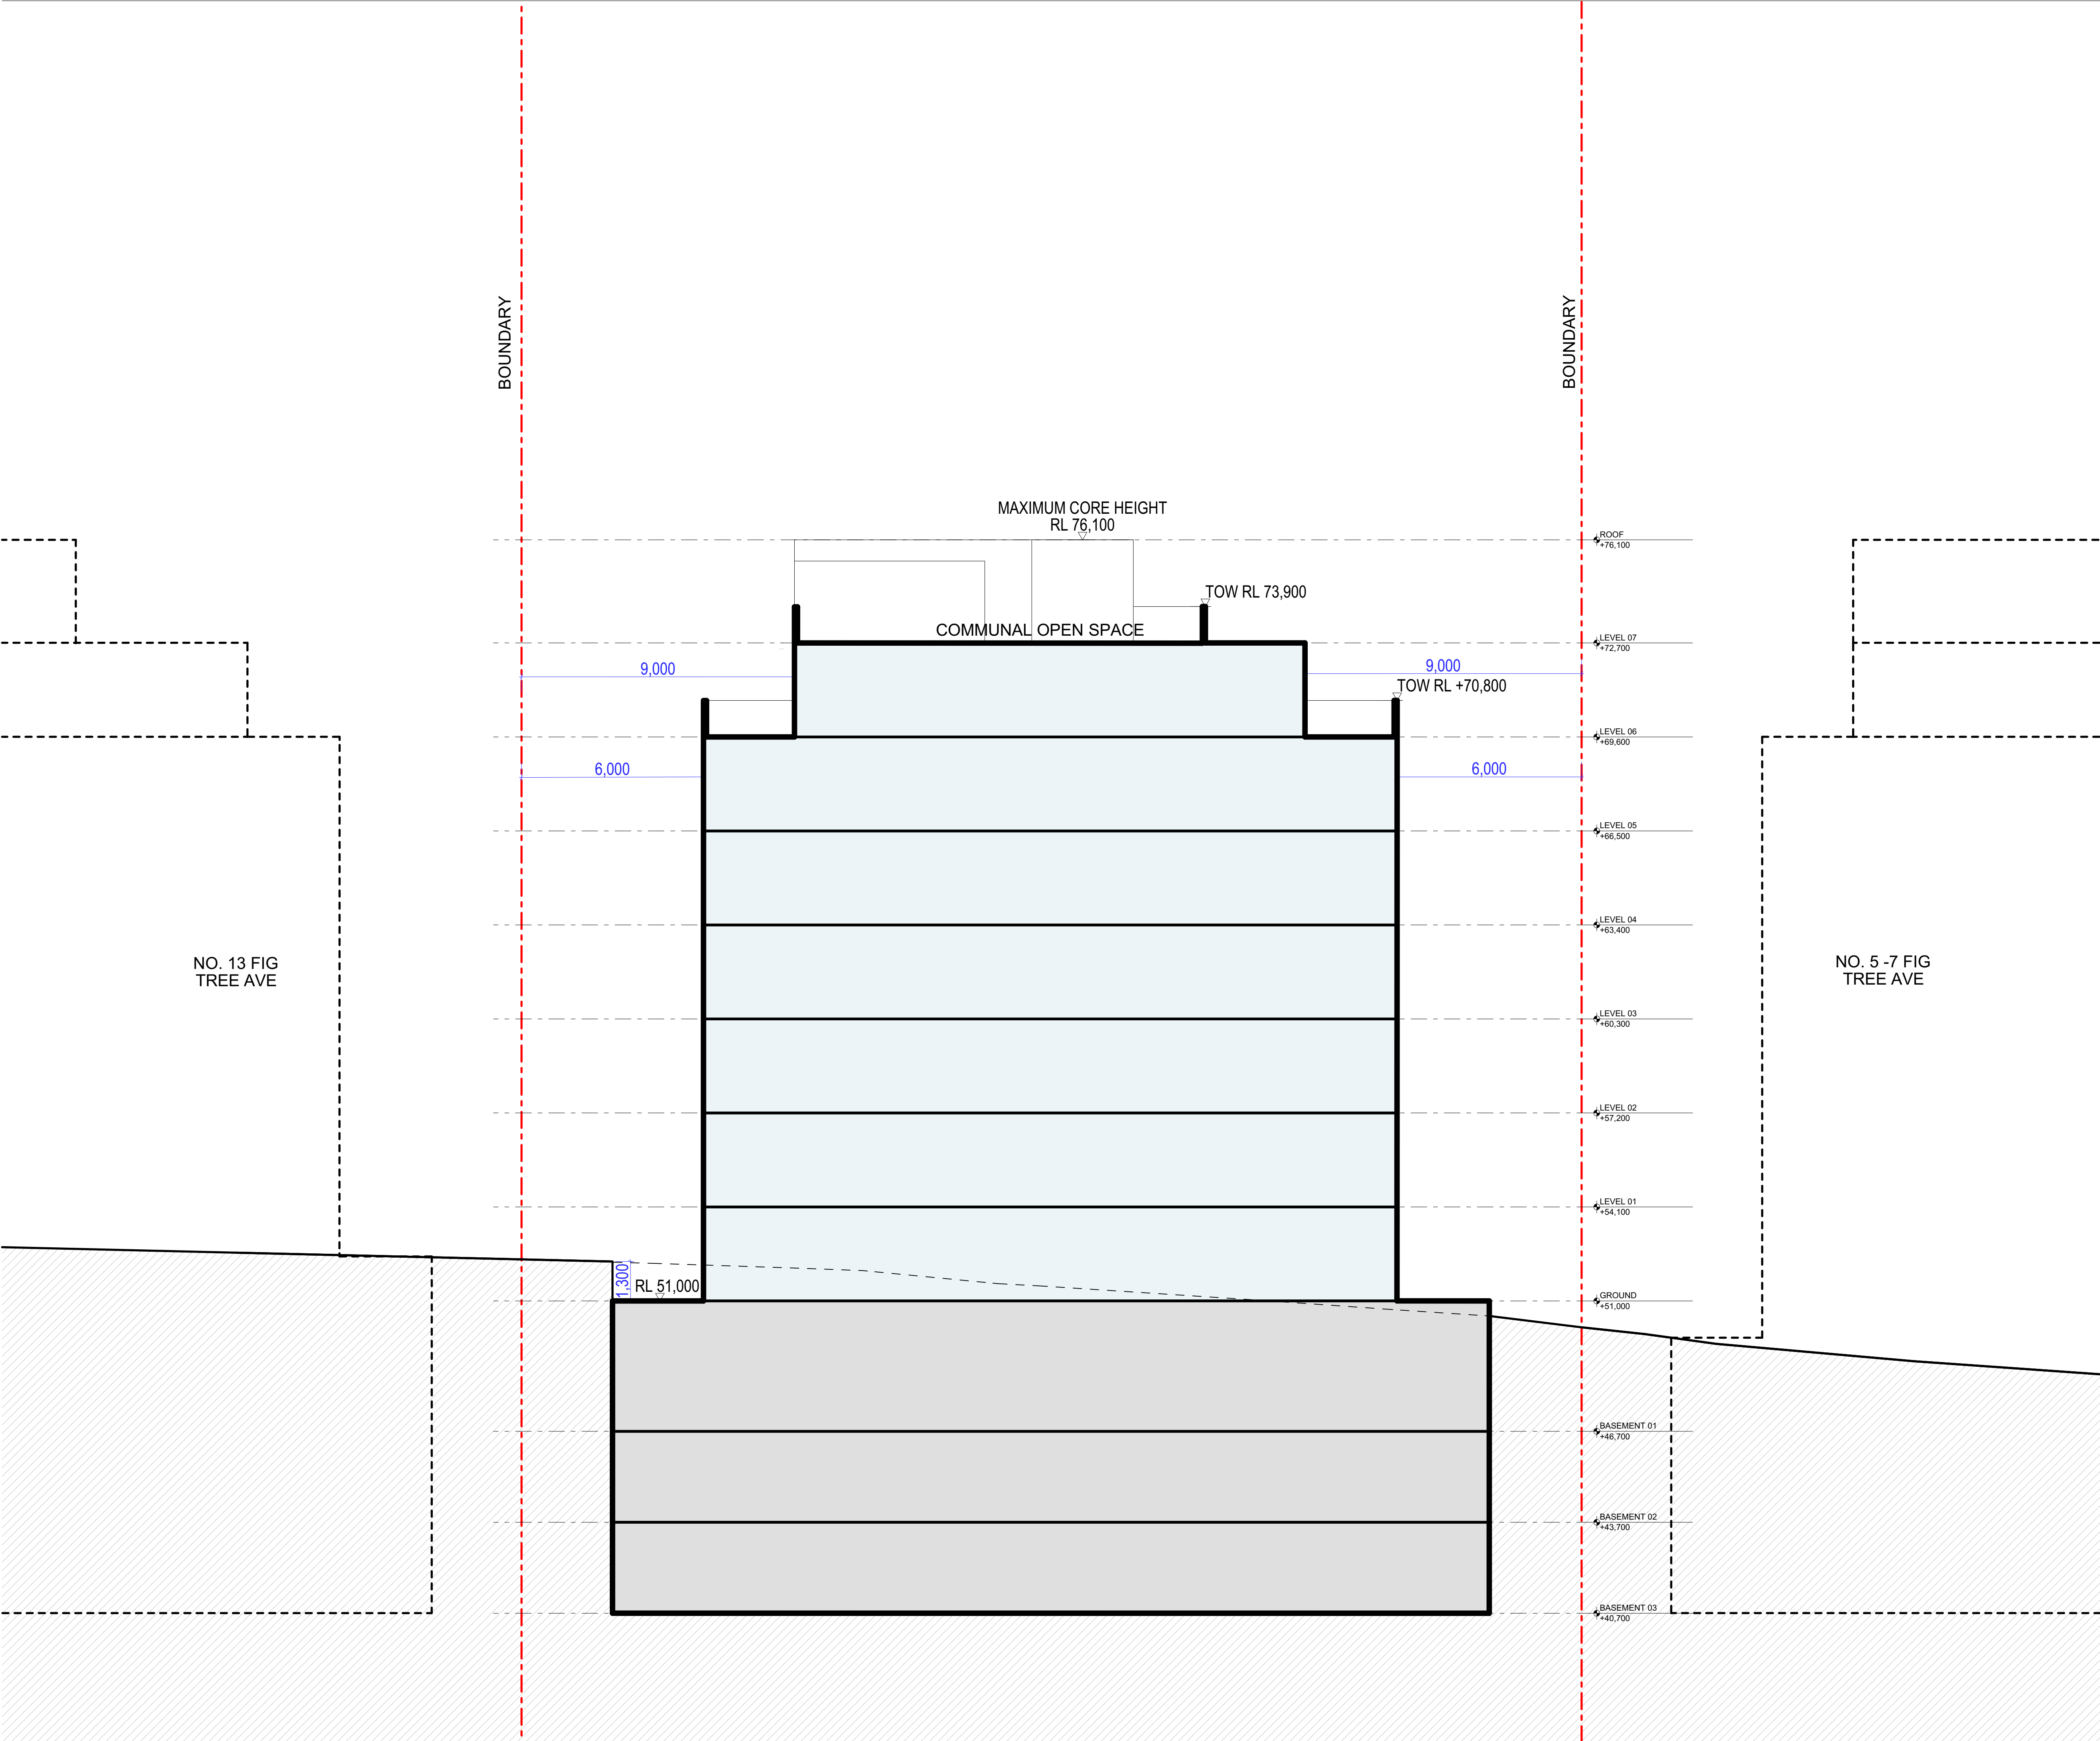 BOUNDARY
BOUNDARY
MAXIMUM CORE HEIGHT
RL 76,100
ROOF
+76,100
TOW RL 73,900
COMMUNAL OPEN SPACE
LEVEL 07
+72,700
9,000
9,000
TOW RL +70,800
LEVEL 06
+69,600
6,000
6,000
LEVEL 05
+66,500
LEVEL 04
+63,400
NO. 13 FIG
TREE AVE
NO. 5 -7 FIG
TREE AVE
LEVEL 03
+60,300
LEVEL 02
+57,200
LEVEL 01
+54,100
1,300
RL 51,000
GROUND
+51,000
BASEMENT 01
+46,700
BASEMENT 02
+43,700
BASEMENT 03
+40,700